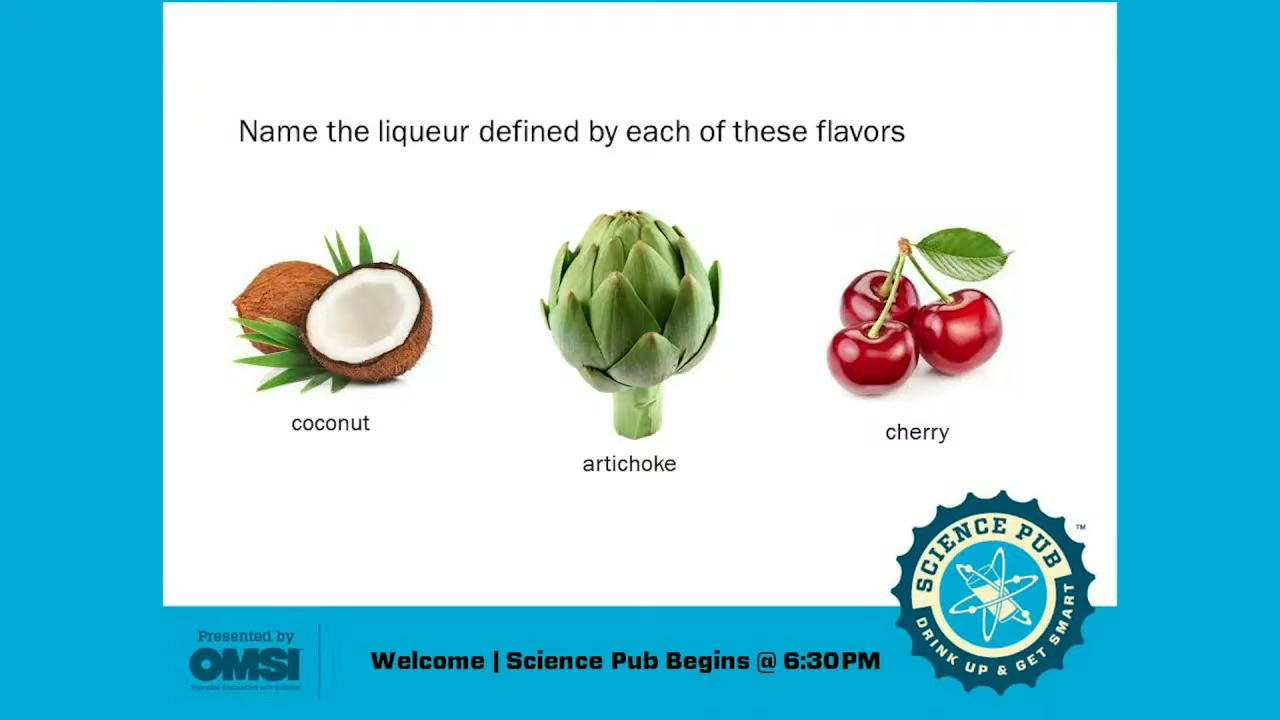 Name the liqueur defined by each of these flavors
coconut
artichoke
cherry
SCIENCE PUB
DRINK UP & GET SMART
TM
Presented by
OMSI
Welcome | Science Pub Begins @ 6:30PM